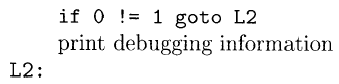 if 0 != 1 goto L2
print debugging information
L2: